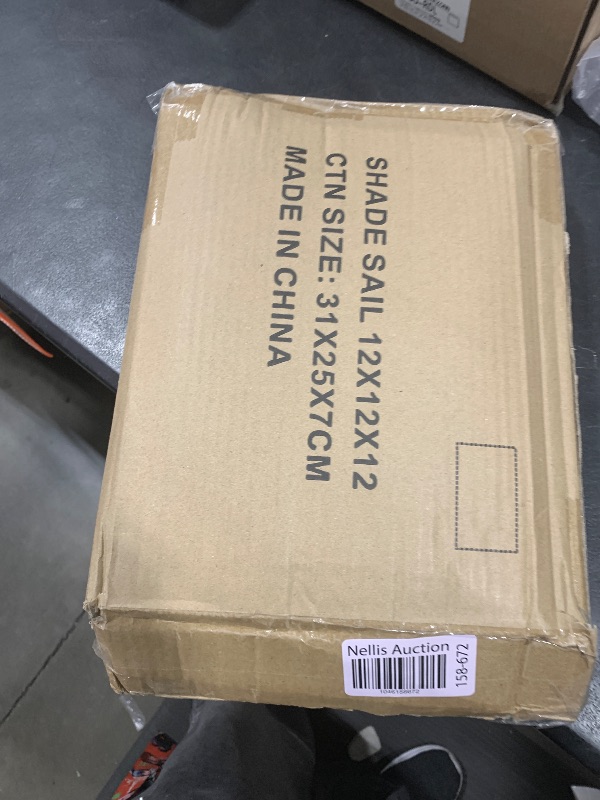 SHADE SAIL 12X12X12
CTN SIZE: 31X25X7CM
MADE IN CHINA
Nellis Auction
158-672